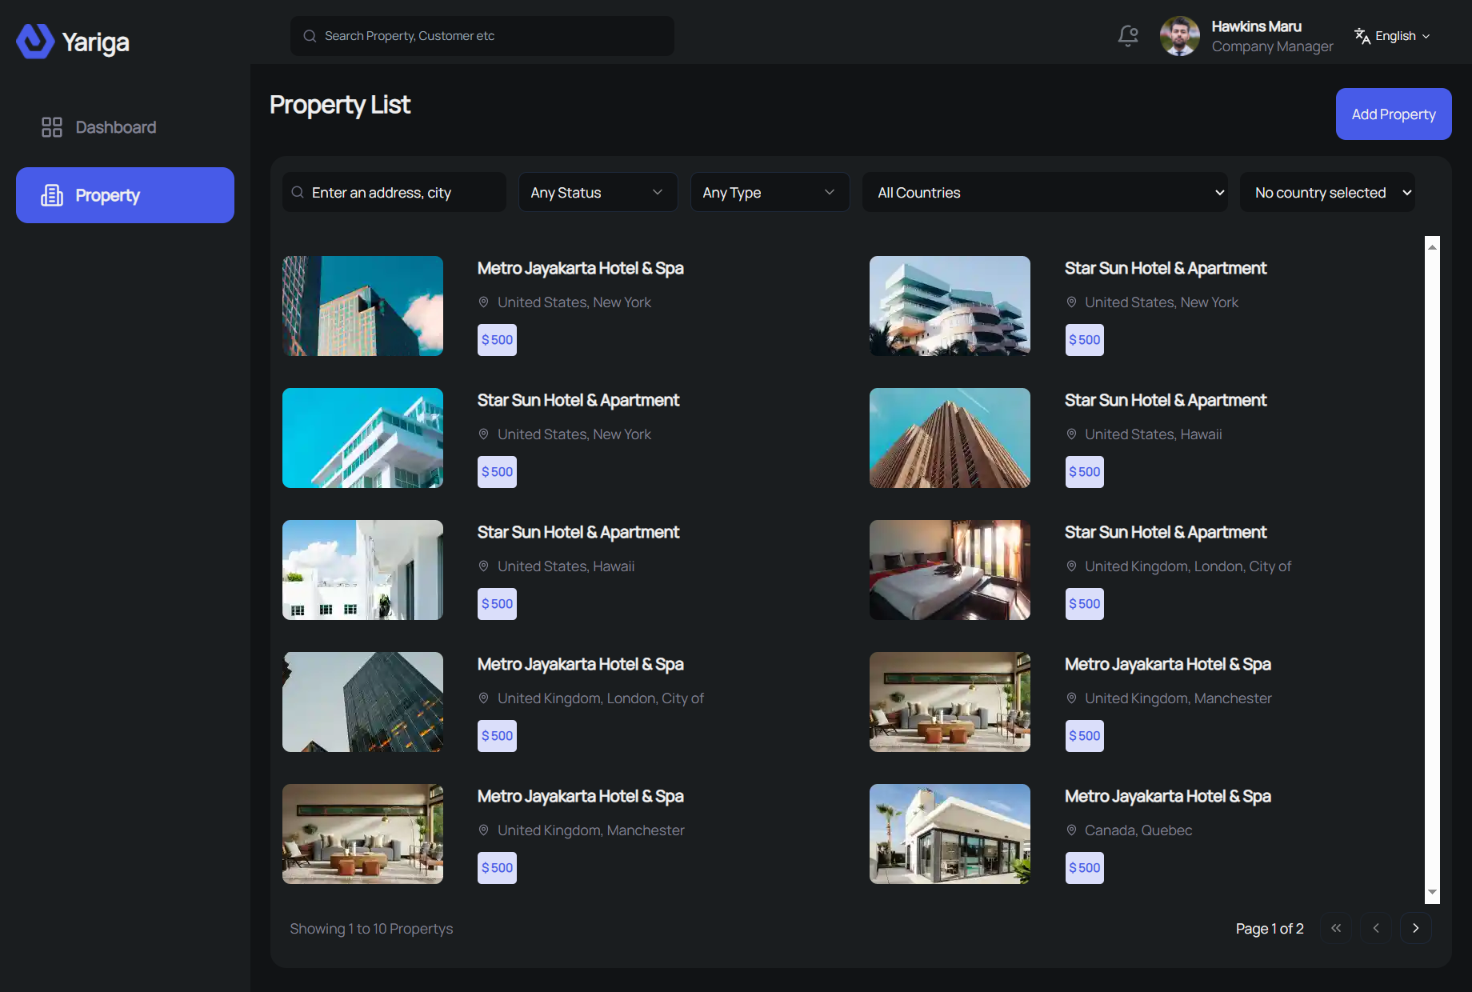 Yariga
Search Property, Customer etc
Hawkins Maru
Company Manager
English
Dashboard
Property
Property List
Add Property
Enter an address, city
Any Status
Any Type
All Countries
No country selected
Metro Jayakarta Hotel & Spa
United States, New York
$ 500
Star Sun Hotel & Apartment
United States, New York
$ 500
Star Sun Hotel & Apartment
United States, New York
$ 500
Star Sun Hotel & Apartment
United States, Hawaii
$ 500
Star Sun Hotel & Apartment
United States, Hawaii
$ 500
Star Sun Hotel & Apartment
United Kingdom, London, City of
$ 500
Metro Jayakarta Hotel & Spa
United Kingdom, London, City of
$ 500
Metro Jayakarta Hotel & Spa
United Kingdom, Manchester
$ 500
Metro Jayakarta Hotel & Spa
United Kingdom, Manchester
$ 500
Metro Jayakarta Hotel & Spa
Canada, Quebec
$ 500
Showing 1 to 10 Propertys
Page 1 of 2